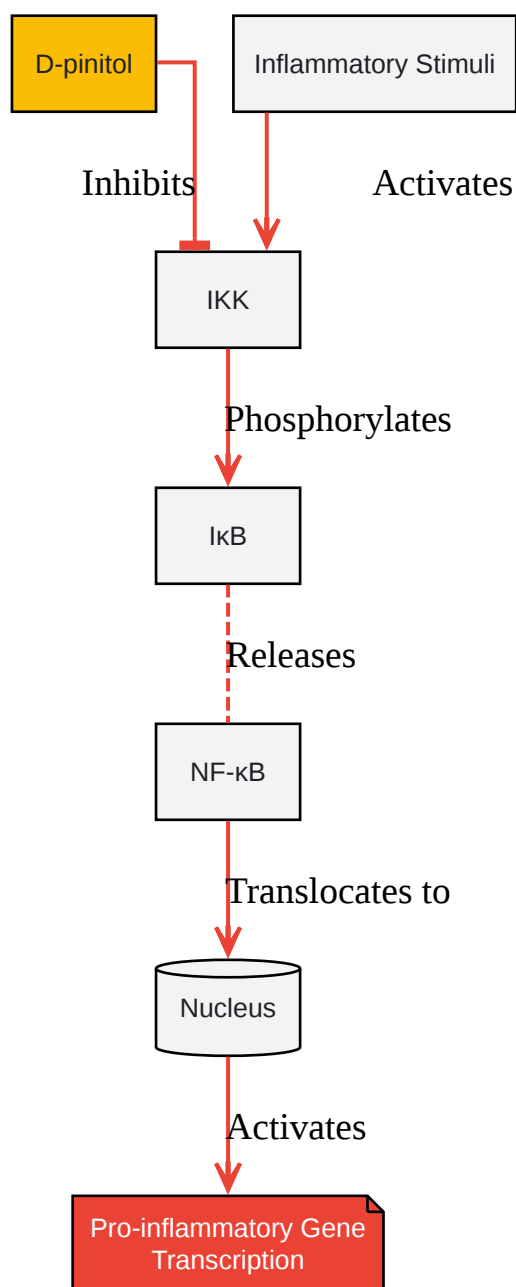 D-pinitol
Inflammatory Stimuli
Inhibits
Activates
IKK
Phosphorylates
IκB
Releases
NF-κB
Translocates to
Nucleus
Activates
Pro-inflammatory Gene
Transcription